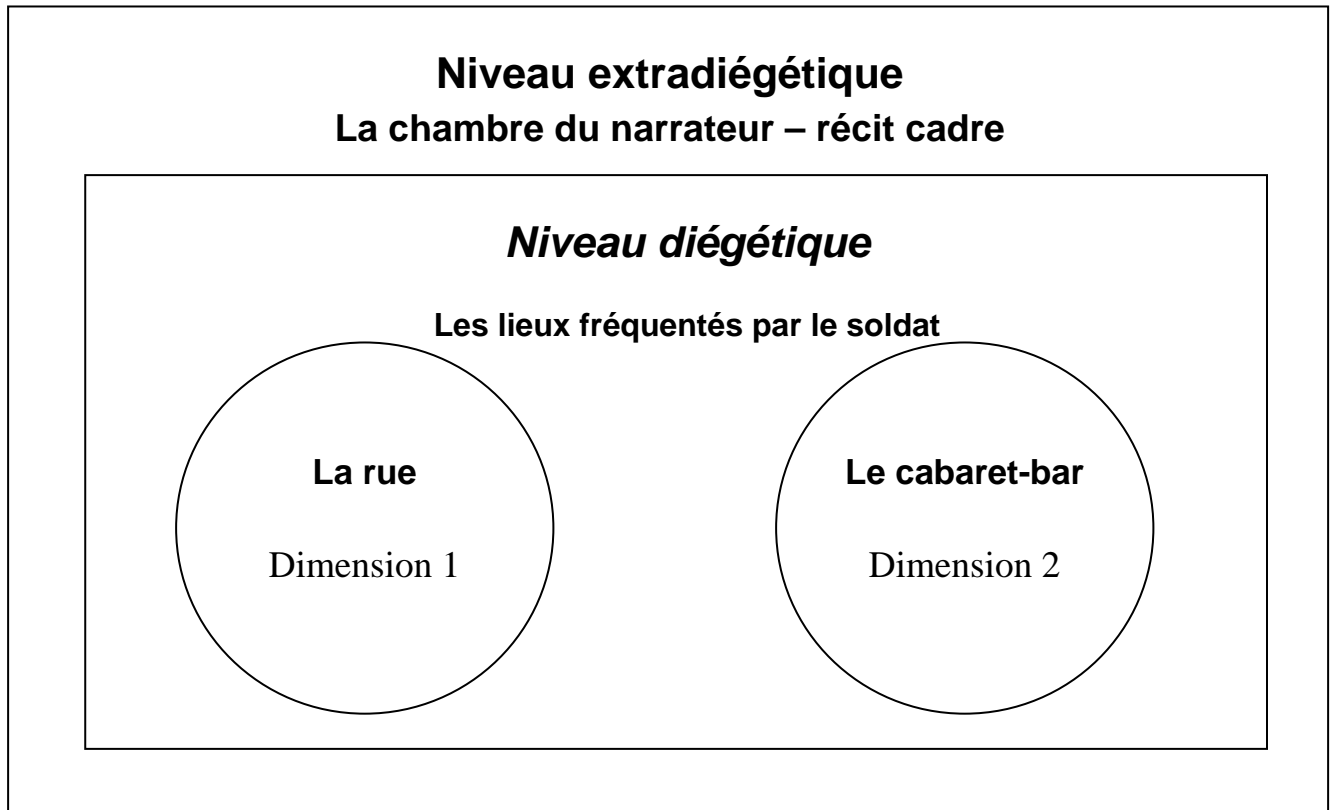 Niveau extradiégétique
La chambre du narrateur – récit cadre
Niveau diégétique
Les lieux fréquentés par le soldat
La rue
Dimension 1
Le cabaret-bar
Dimension 2